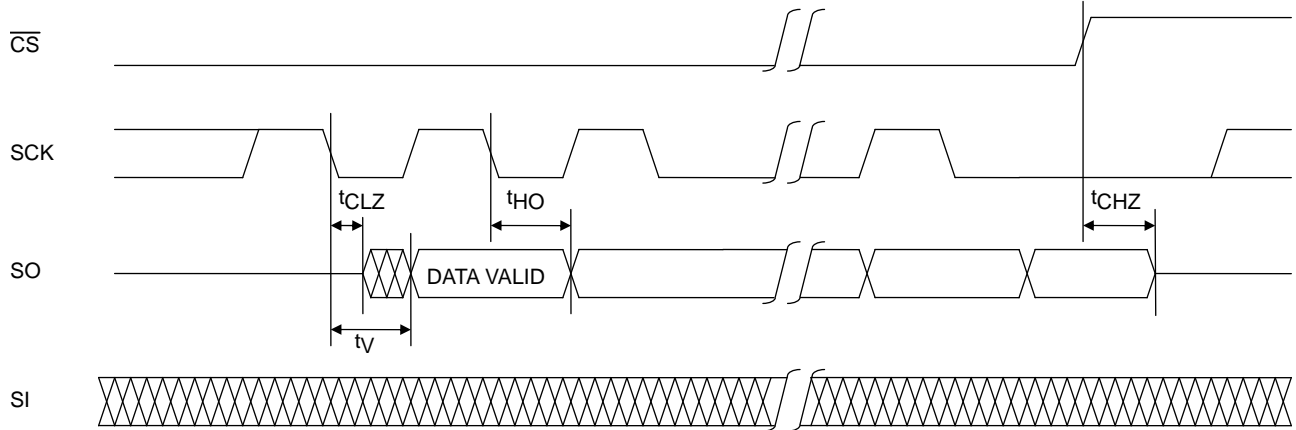 CS
SCK
tCLZ
tHO
tCHZ
SO
DATA VALID
tV
SI